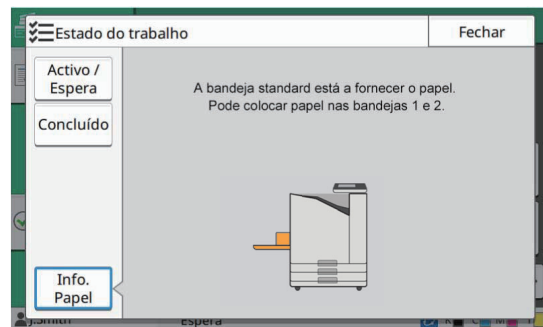 Estado do trabalho
Fechar
Activo /
Espera
Concluído
A bandeja standard está a fornecer o papel.
Pode colocar papel nas bandejas 1 e 2.
Info.
Papel
J.Smith
Espera
K C M